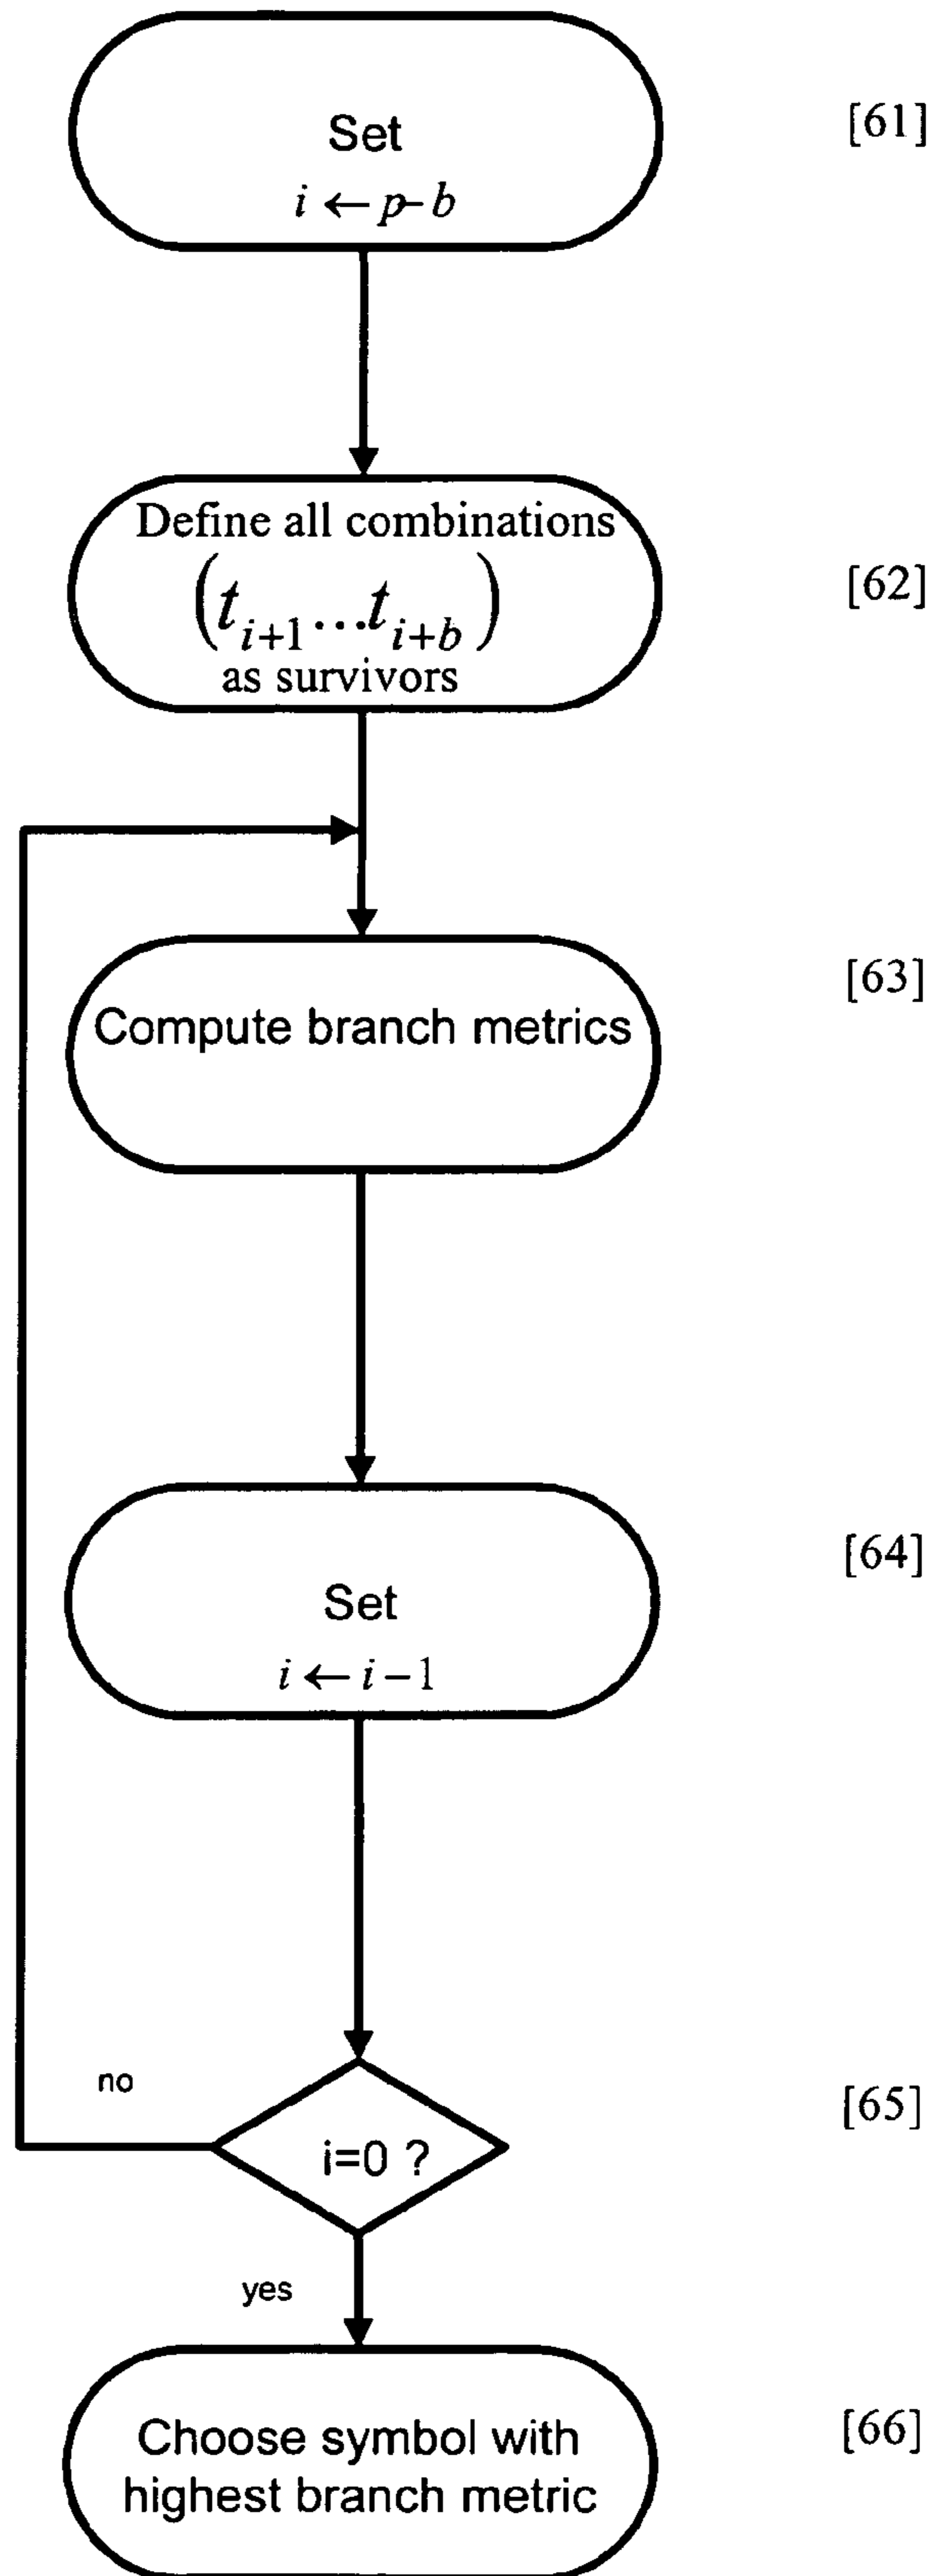 Set
i ← p-b
[61]
Define all combinations
(t_{i+1}...t_{i+b})
as survivors
[62]
Compute branch metrics
[63]
Set
i ← i-1
[64]
no
i=0 ?
[65]
yes
Choose symbol with
highest branch metric
[66]